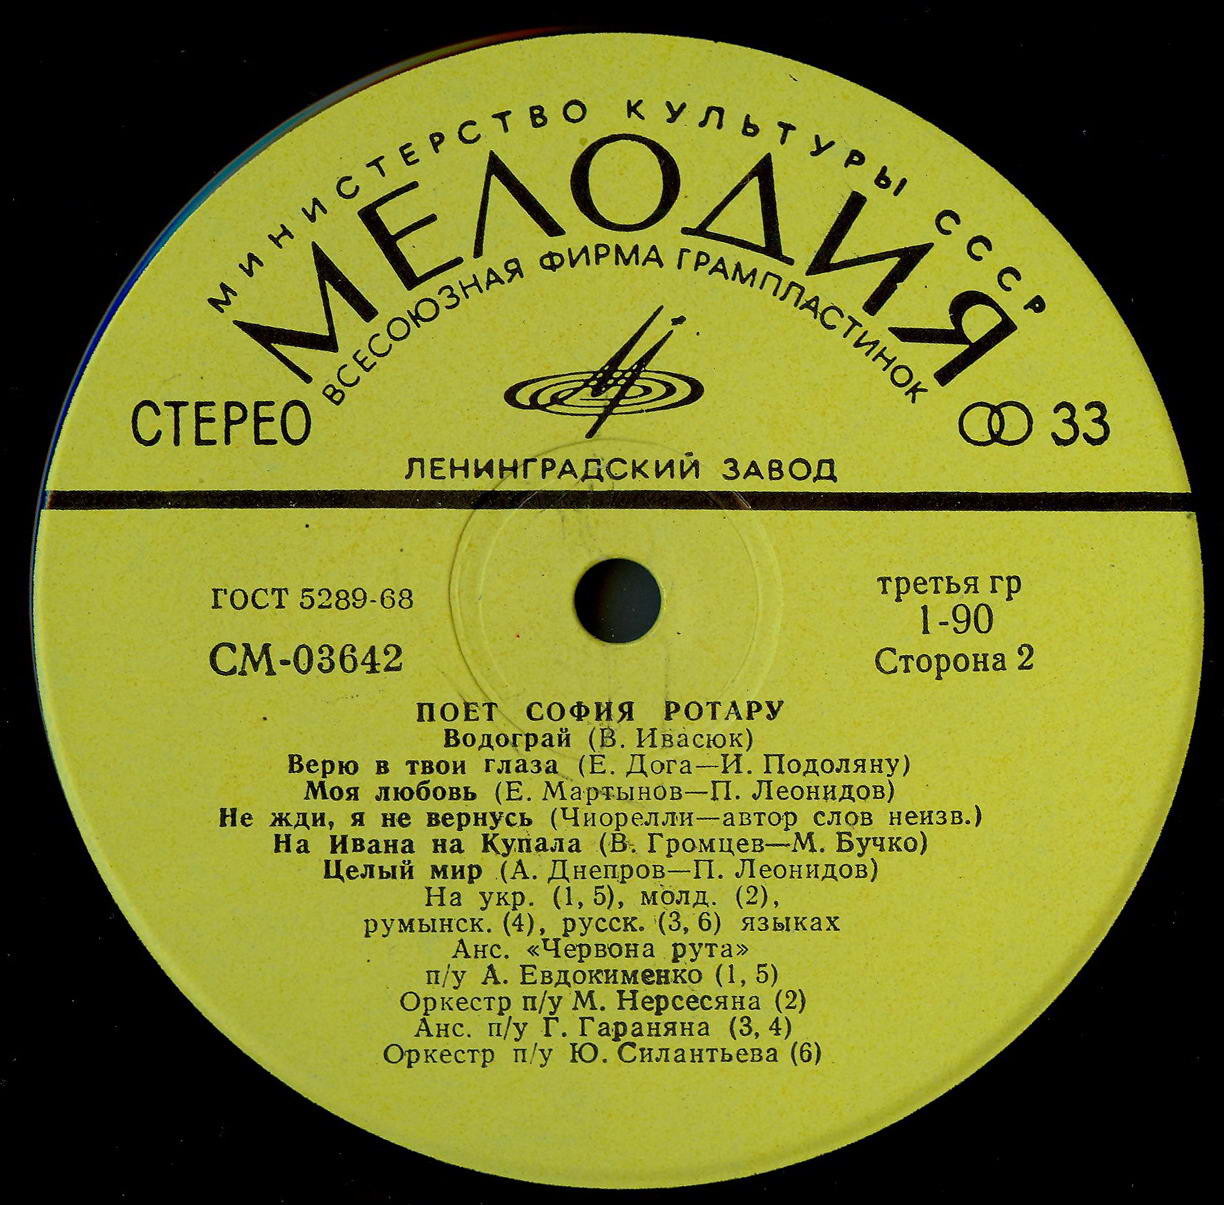 МИНИСТЕРСТВО КУЛЬТУРЫ СССР
МЕЛОДИЯ
ВСЕСОЮЗНАЯ ФИРМА ГРАМПЛАСТИНОК
СТЕРЕО
33
ЛЕНИНГРАДСКИЙ ЗАВОД
ГОСТ 5289-68
СМ-03642
третья гр
1-90
Сторона 2
ПОЕТ СОФИЯ РОТАРУ
Водограй (В. Ивасюк)
Верю в твои глаза (Е. Дога—И. Подоляну)
Моя любовь (Е. Мартынов—П. Леонидов)
Не жди, я не вернусь (Чиорелли—автор слов неизв.)
На Ивана на Купала (В. Громцев—М. Бучко)
Целый мир (А. Днепров—П. Леонидов)
На укр. (1, 5), молд. (2),
румынск. (4), русск. (3, 6) языках
Анс. «Червона рута»
п/у А. Евдокименко (1, 5)
Оркестр п/у М. Нерсесяна (2)
Анс. п/у Г. Гараняна (3, 4)
Оркестр п/у Ю. Силантьева (6)